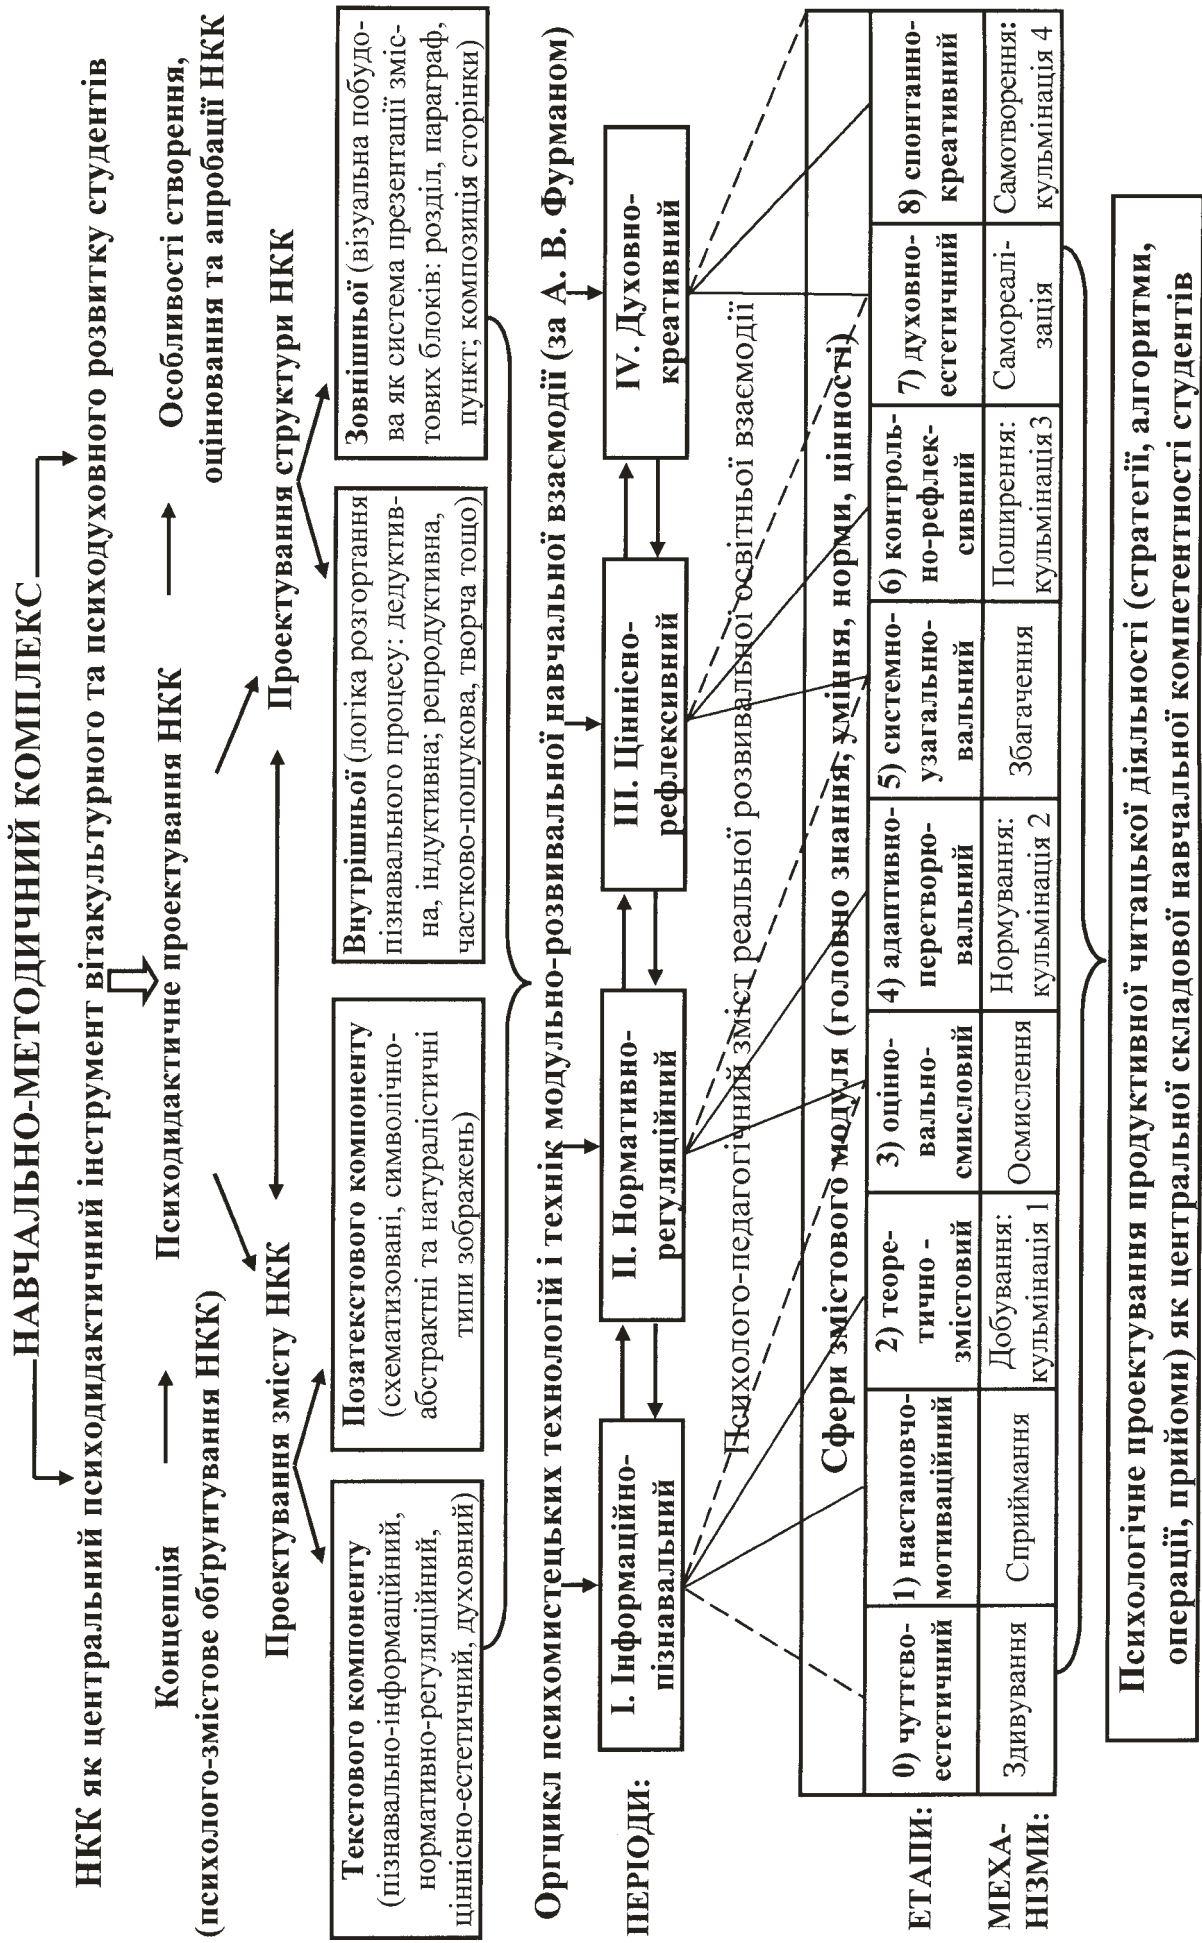 НАВЧАЛЬНО-МЕТОДИЧНИЙ КОМПЛЕКС
НКК як центральний психодидактичний інструмент вітакультурного та психодуховного розвитку студентів
Концепція
(психолого-змістове обґрунтування НКК)
Психодидактичне проектування НКК
Особливості створення,
оцінювання та апробації НКК
Проектування змісту НКК
Проектування структури НКК
Текстового компоненту
(пізнавально-інформаційний,
нормативно-регуляційний,
ціннісно-естетичний, духовний)
Позатекстового компоненту
(схематизовані, символічно-
абстрактні та натуралістичні
типи зображень)
Внутрішньої (логіка розгортання
пізнавального процесу: дедуктив-
на, індуктивна; репродуктивна,
частково-пошукова, творча тощо)
Зовнішньої (візуальна побудо-
ва як система презентації зміс-
тових блоків: розділ, параграф,
пункт; композиція сторінки)
Оргцикл психомистецьких технологій і технік модульно-розвивальної навчальної взаємодії (за А. В. Фурманом)
ПЕРІОДИ:
І. Інформаційно-
пізнавальний
ІІ. Нормативно-
регуляційний
ІІІ. Ціннісно-
рефлексивний
IV. Духовно-
креативний
Психолого-педагогічний зміст реальної розвивальної освітньої взаємодії
Сфери змістового модуля (головно знання, уміння, норми, цінності)
ЕТАПИ:
0) чуттєво-
естетичний
1) настановчо-
мотиваційний
2) теоре-
тично -
змістовий
3) оціню-
вально-
смисловий
4) адаптивно-
перетворю-
вальний
5) системно-
узагальню-
вальний
6) контроль-
но-рефлек-
сивний
7) духовно-
естетичний
8) спонтанно-
креативний
МЕХА-
НІЗМИ:
Здивування
Сприймання
Добування:
кульмінація 1
Осмислення
Нормування:
кульмінація 2
Збагачення
Поширення:
кульмінація 3
Самореалі-
зація
Самотворення:
кульмінація 4
Психологічне проектування продуктивної читацької діяльності (стратегії, алгоритми,
операції, прийоми) як центральної складової навчальної компетентності студентів